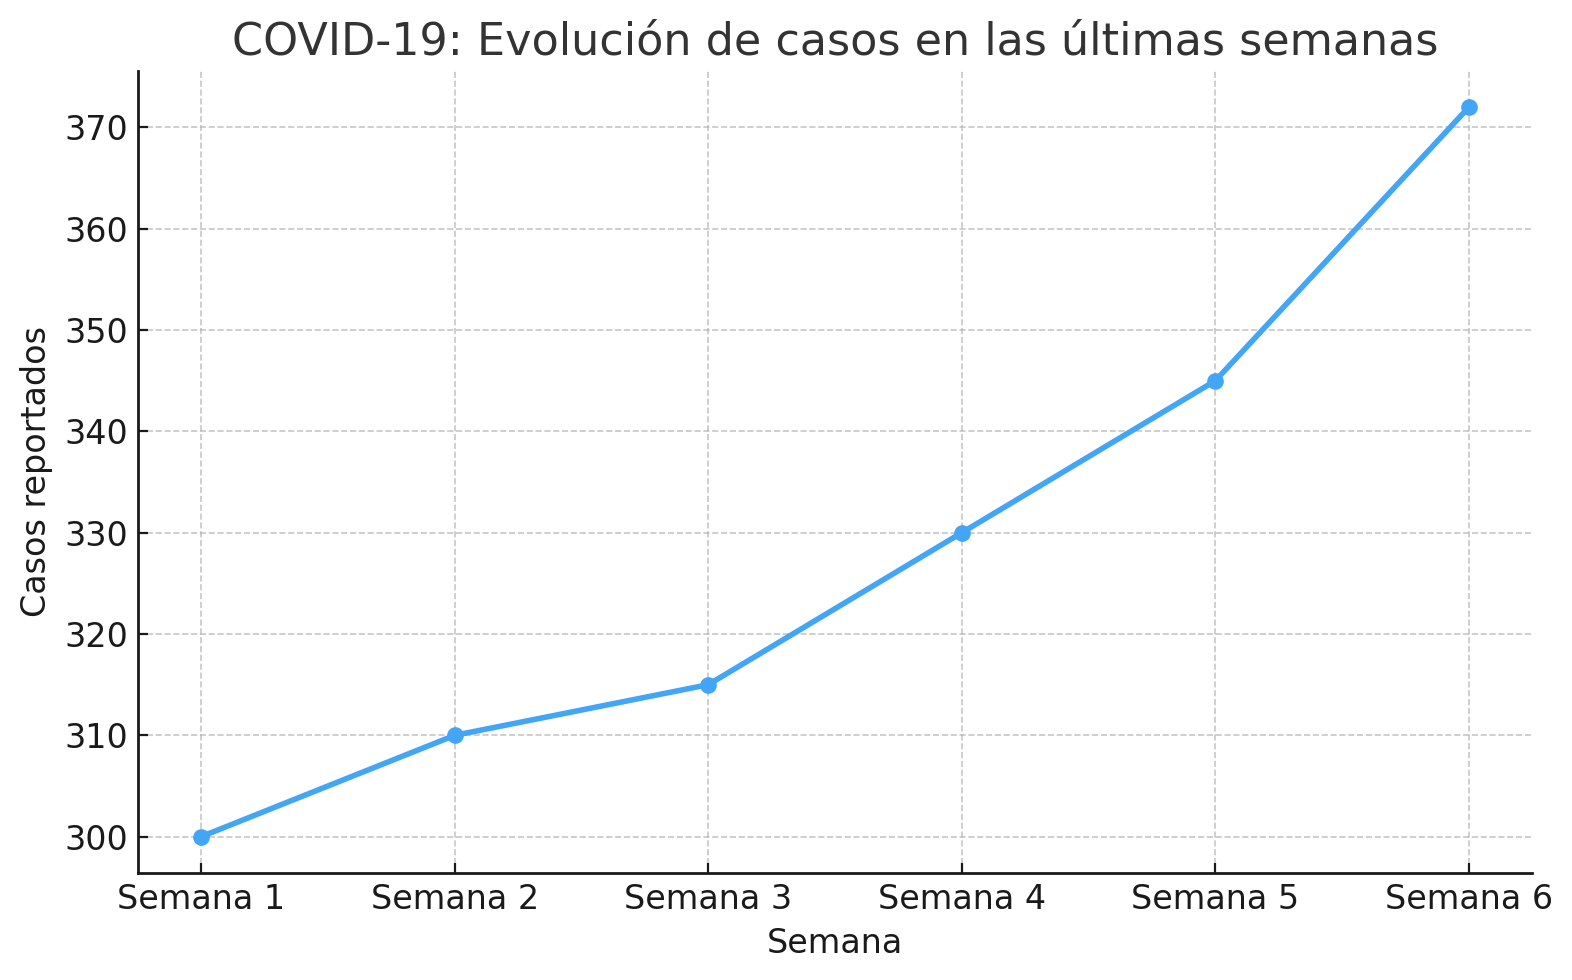 COVID-19: Evolución de casos en las últimas semanas
370
360
350
340
330
320
310
300
Casos reportados
Semana 1 Semana 2 Semana 3 Semana 4 Semana 5 Semana 6
Semana